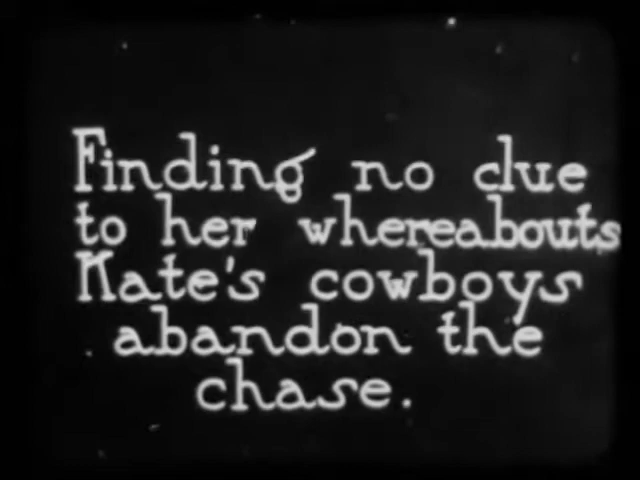 Finding no clue
to her whereabouts
Kate's cowboys
abandon the
chase.